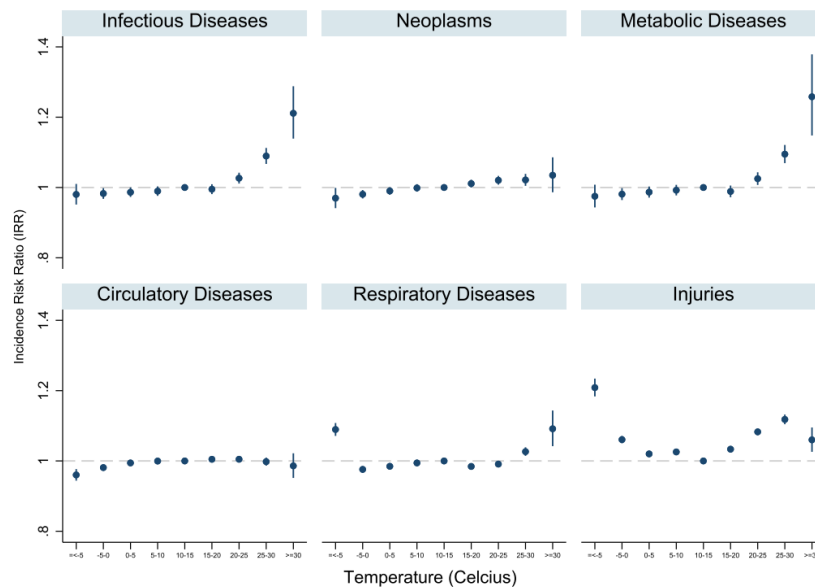 Infectious Diseases Neoplasms Metabolic Diseases
1.4
1.2
1
.8
Circulatory Diseases Respiratory Diseases Injuries
1.4
1.2
1
.8
Incidence Risk Ratio (IRR)
=<-5 -5-0 0-5 5-10 10-15 15-20 20-25 25-30 >=30 =<-5 -5-0 0-5 5-10 10-15 15-20 20-25 25-30 >=30 =<-5 -5-0 0-5 5-10 10-15 15-20 20-25 25-30 >=30
Temperature (Celcius)